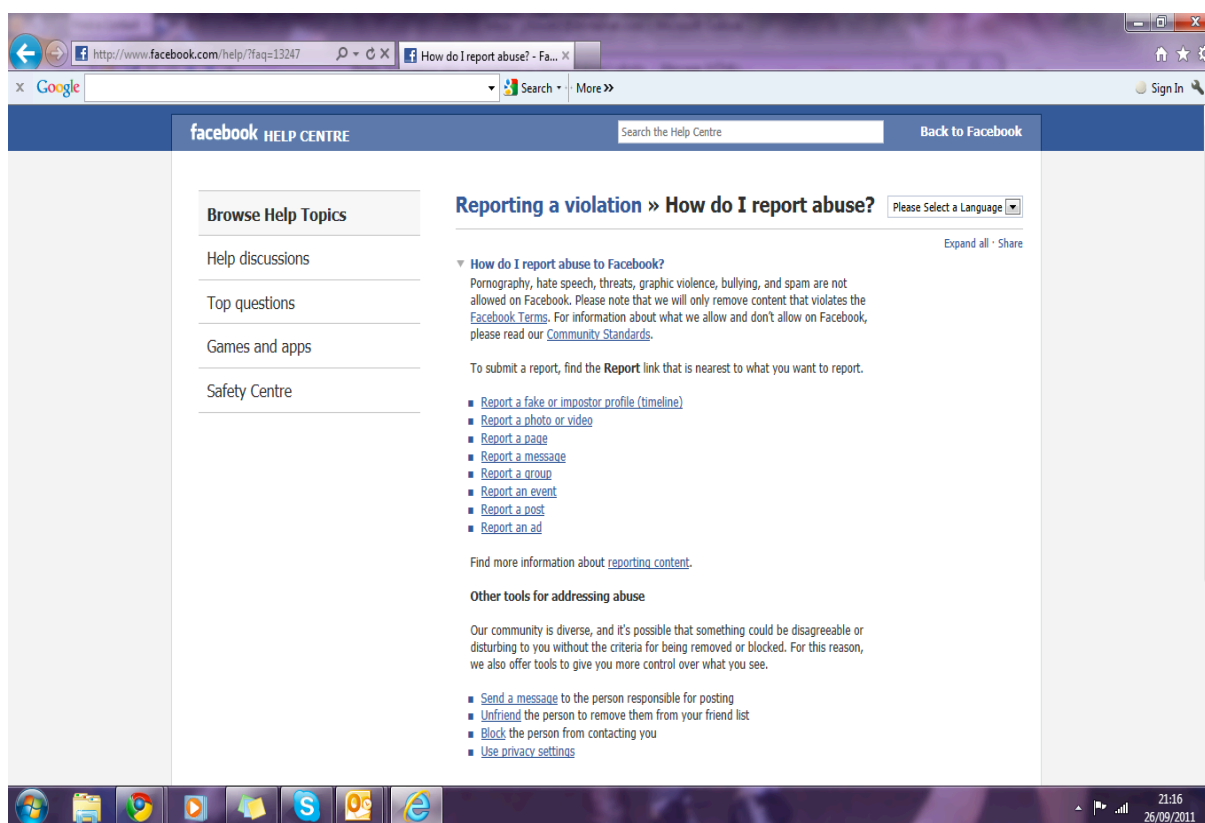 http://www.facebook.com/help/?faq=13247
How do I report abuse? - Fa...
x Google
Search
More »
Sign In
facebook HELP CENTRE
Search the Help Centre
Back to Facebook
Browse Help Topics
Help discussions
Top questions
Games and apps
Safety Centre
Reporting a violation » How do I report abuse?
Please Select a Language
Expand all · Share
How do I report abuse to Facebook?
Pornography, hate speech, threats, graphic violence, bullying, and spam are not
allowed on Facebook. Please note that we will only remove content that violates the
Facebook Terms. For information about what we allow and don't allow on Facebook,
please read our Community Standards.
To submit a report, find the Report link that is nearest to what you want to report.
Report a fake or impostor profile (timeline)
Report a photo or video
Report a page
Report a message
Report a group
Report an event
Report a post
Report an ad
Find more information about reporting content.
Other tools for addressing abuse
Our community is diverse, and it's possible that something could be disagreeable or
disturbing to you without the criteria for being removed or blocked. For this reason,
we also offer tools to give you more control over what you see.
Send a message to the person responsible for posting
Unfriend the person to remove them from your friend list
Block the person from contacting you
Use privacy settings
21:16
26/09/2011